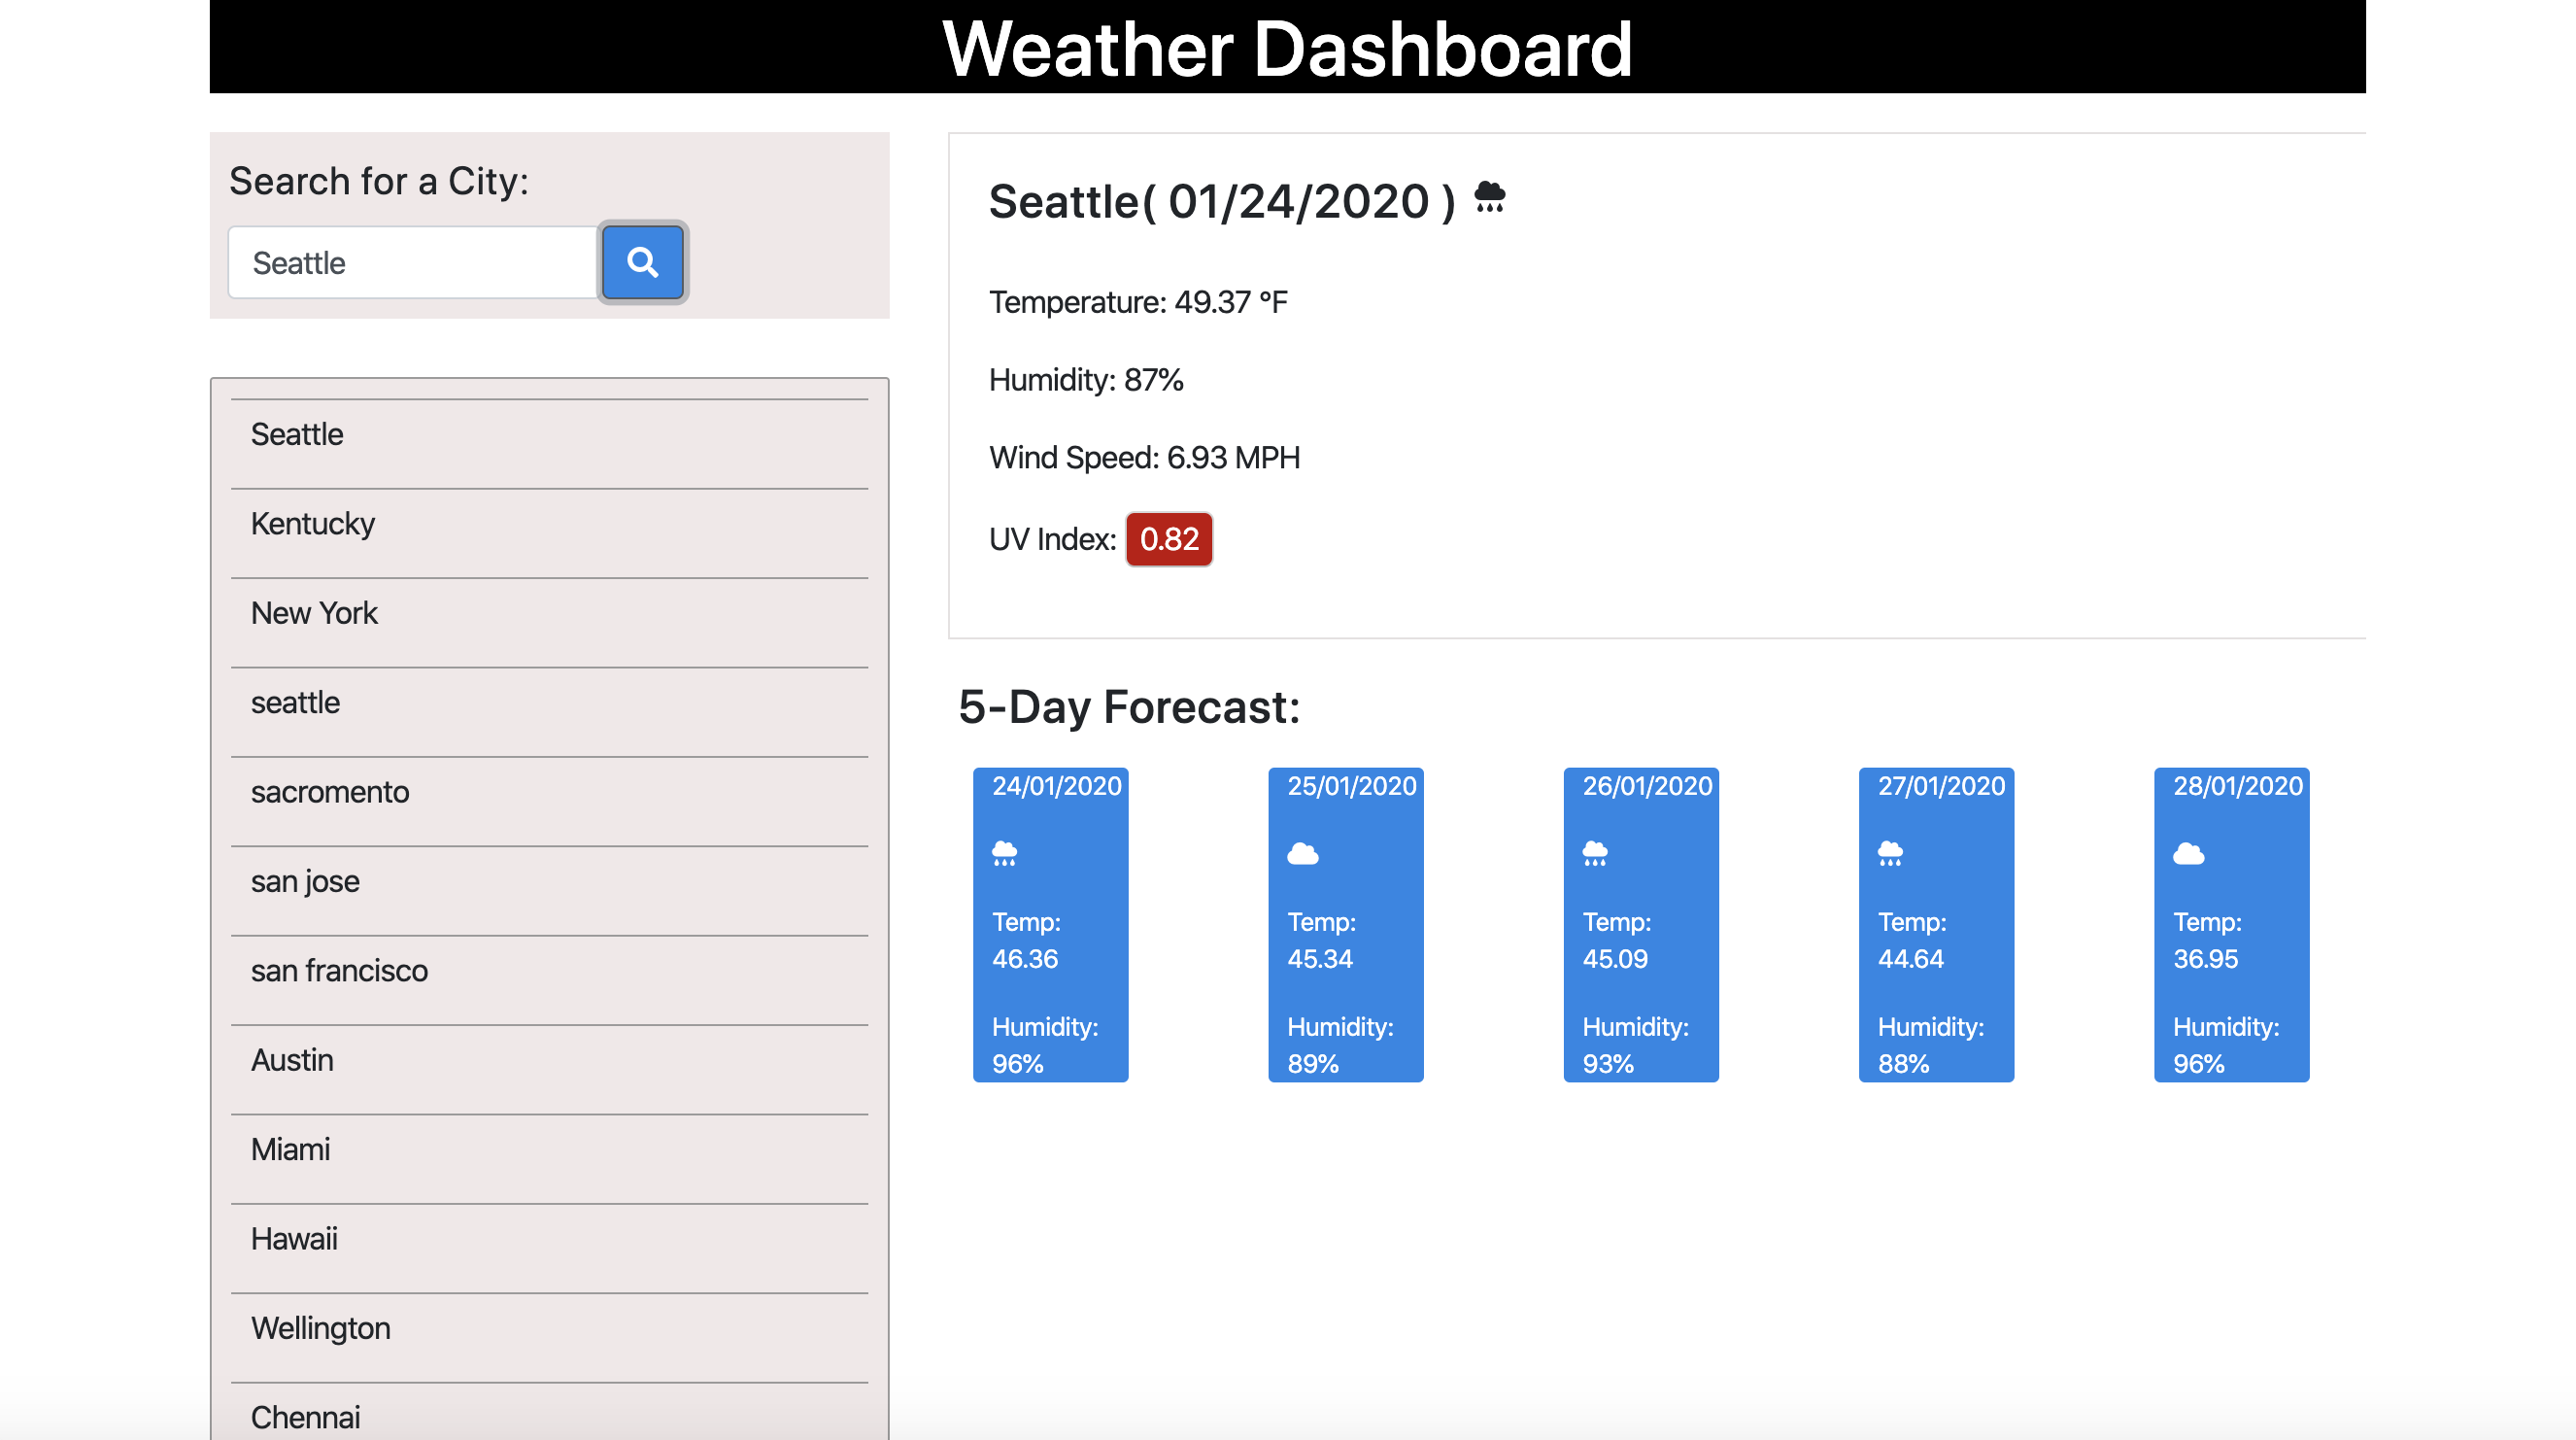 Weather Dashboard
Search for a City:
Seattle
Seattle
Kentucky
New York
seattle
sacromento
san jose
san francisco
Austin
Miami
Hawaii
Wellington
Chennai
Seattle( 01/24/2020 )
Temperature: 49.37 °F
Humidity: 87%
Wind Speed: 6.93 MPH
UV Index: 0.82
5-Day Forecast:
24/01/2020
Temp:
46.36
Humidity:
96%
25/01/2020
Temp:
45.34
Humidity:
89%
26/01/2020
Temp:
45.09
Humidity:
93%
27/01/2020
Temp:
44.64
Humidity:
88%
28/01/2020
Temp:
36.95
Humidity:
96%